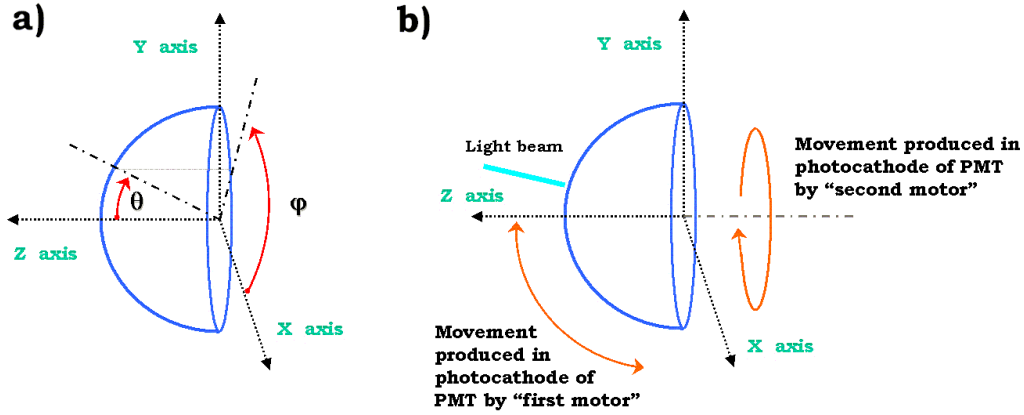 a)
Y axis
θ
φ
Z axis
X axis
b)
Y axis
Light beam
Z axis
Movement produced in
photocathode of PMT
by “second motor”
X axis
Movement
produced in
photocathode of
PMT by “first motor”